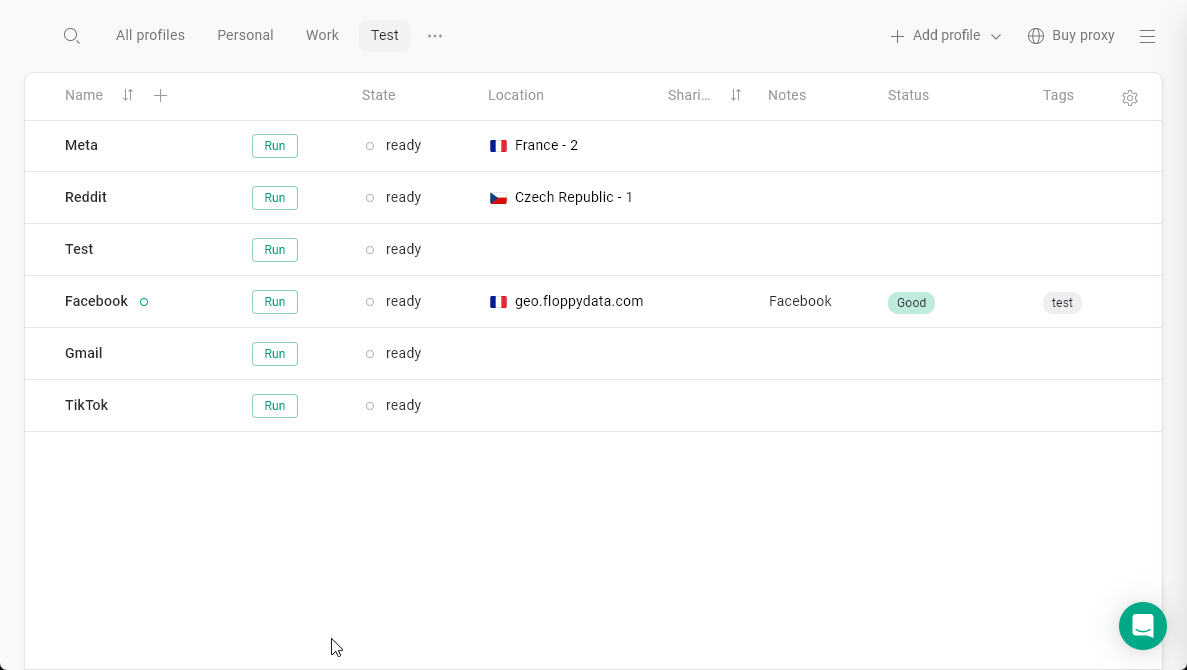 All profiles Personal Work Test ... Add profile Buy proxy
Name State Location Shari... Notes Status Tags
Meta Run ready France - 2
Reddit Run ready Czech Republic - 1
Test Run ready
Facebook Run ready geo.floppydata.com Facebook Good test
Gmail Run ready
TikTok Run ready